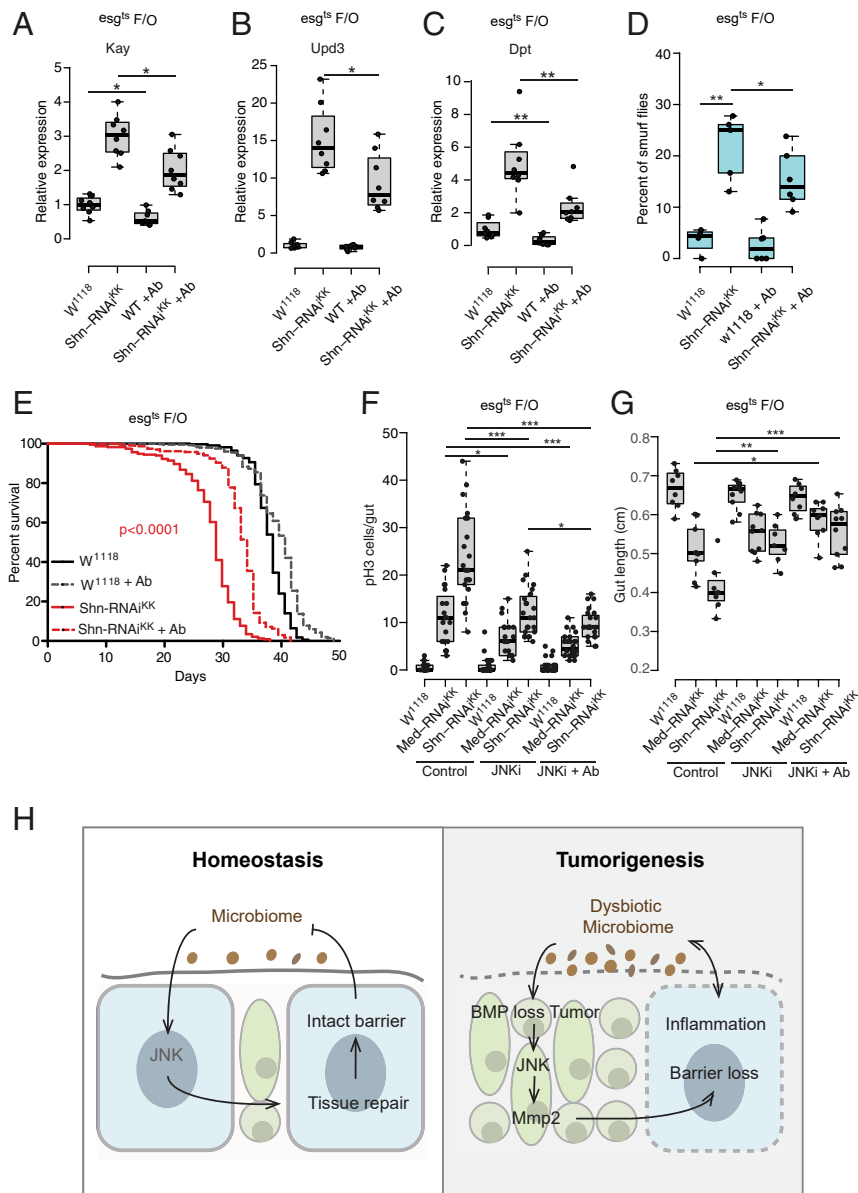 A
esg^ts F/O
Kay
Relative expression
5
4
3
2
1
0
*
*
W^1118
Shn–RNAi^KK
WT +Ab
Shn–RNAi^KK +Ab
B
Upd3
Relative expression
25
20
15
10
5
0
*
W^1118
Shn–RNAi^KK
WT +Ab
Shn–RNAi^KK +Ab
C
esg^ts F/O
Dpt
Relative expression
10
8
6
4
2
0
**
**
W^1118
Shn–RNAi^KK
WT +Ab
Shn–RNAi^KK +Ab
D
esg^ts F/O
Percent of smurf flies
40
30
20
10
0
**
*
W^1118
Shn–RNAi^KK
w1118 + Ab
Shn–RNAi^KK + Ab
E
esg^ts F/O
Percent survival
100
80
60
40
20
0
p<0.0001
W^1118
W^1118 + Ab
Shn-RNAi^KK
Shn-RNAi^KK + Ab
0 10 20 30 40 50
Days
F
esg^ts F/O
pH3 cells/gut
50
40
30
20
10
0
***
***
***
*
*
W^1118
Med–RNAi^KK
Shn–RNAi^KK
W^1118
Med–RNAi^KK
Shn–RNAi^KK
W^1118
Med–RNAi^KK
Shn–RNAi^KK
Control JNKi JNKi + Ab
G
esg^ts F/O
Gut length (cm)
0.8
0.7
0.6
0.5
0.4
0.3
0.2
***
**
*
W^1118
Med–RNAi^KK
Shn–RNAi^KK
W^1118
Med–RNAi^KK
Shn–RNAi^KK
W^1118
Med–RNAi^KK
Shn–RNAi^KK
Control JNKi JNKi + Ab
H
Homeostasis
Microbiome
JNK
Intact barrier
Tissue repair
Tumorigenesis
Dysbiotic
Microbiome
BMP loss Tumor
JNK
Mmp2
Inflammation
Barrier loss